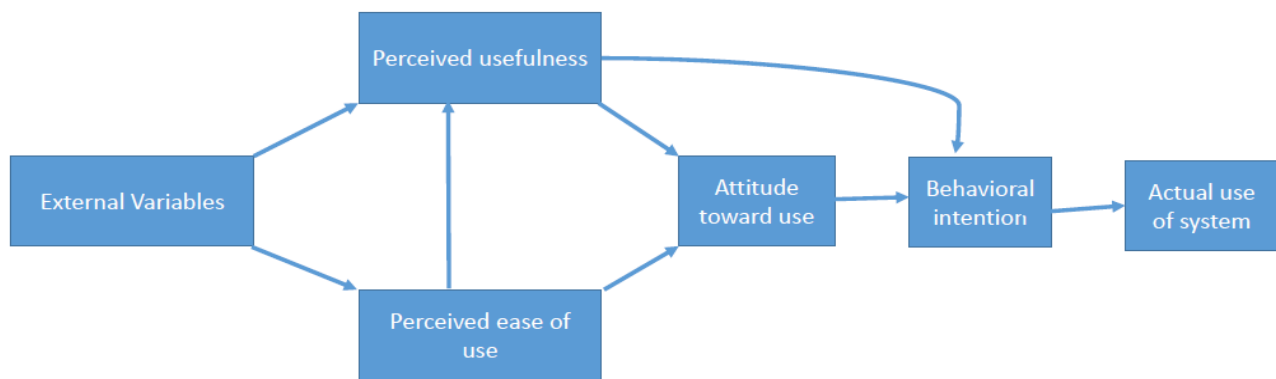 Perceived usefulness
External Variables
Attitude
toward use
Behavioral
intention
Actual use
of system
Perceived ease of
use